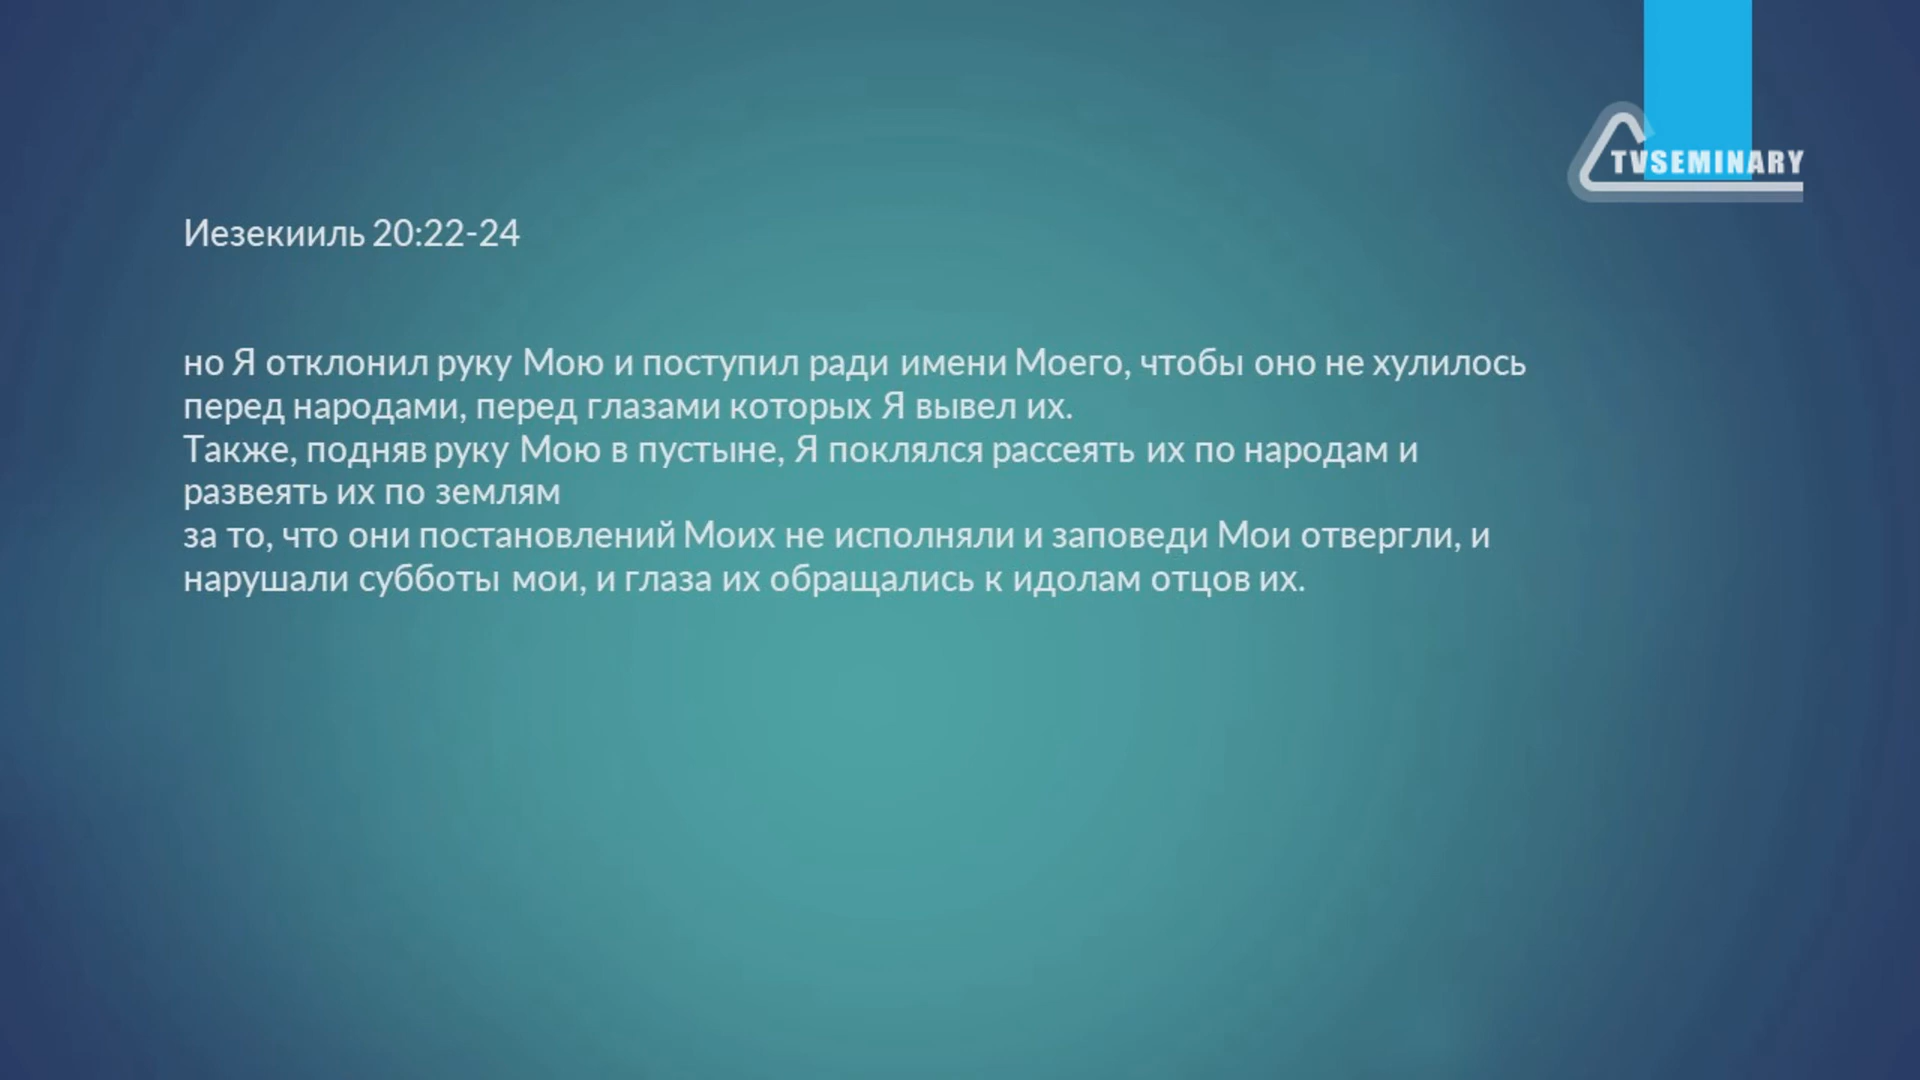 TVSEMINARY
Иезекииль 20:22-24
но Я отклонил руку Мою и поступил ради имени Моего, чтобы оно не хулилось
перед народами, перед глазами которых Я вывел их.
Также, подняв руку Мою в пустыне, Я поклялся рассеять их по народам и
развеять их по землям
за то, что они постановлений Моих не исполняли и заповеди Мои отвергли, и
нарушали субботы мои, и глаза их обращались к идолам отцов их.